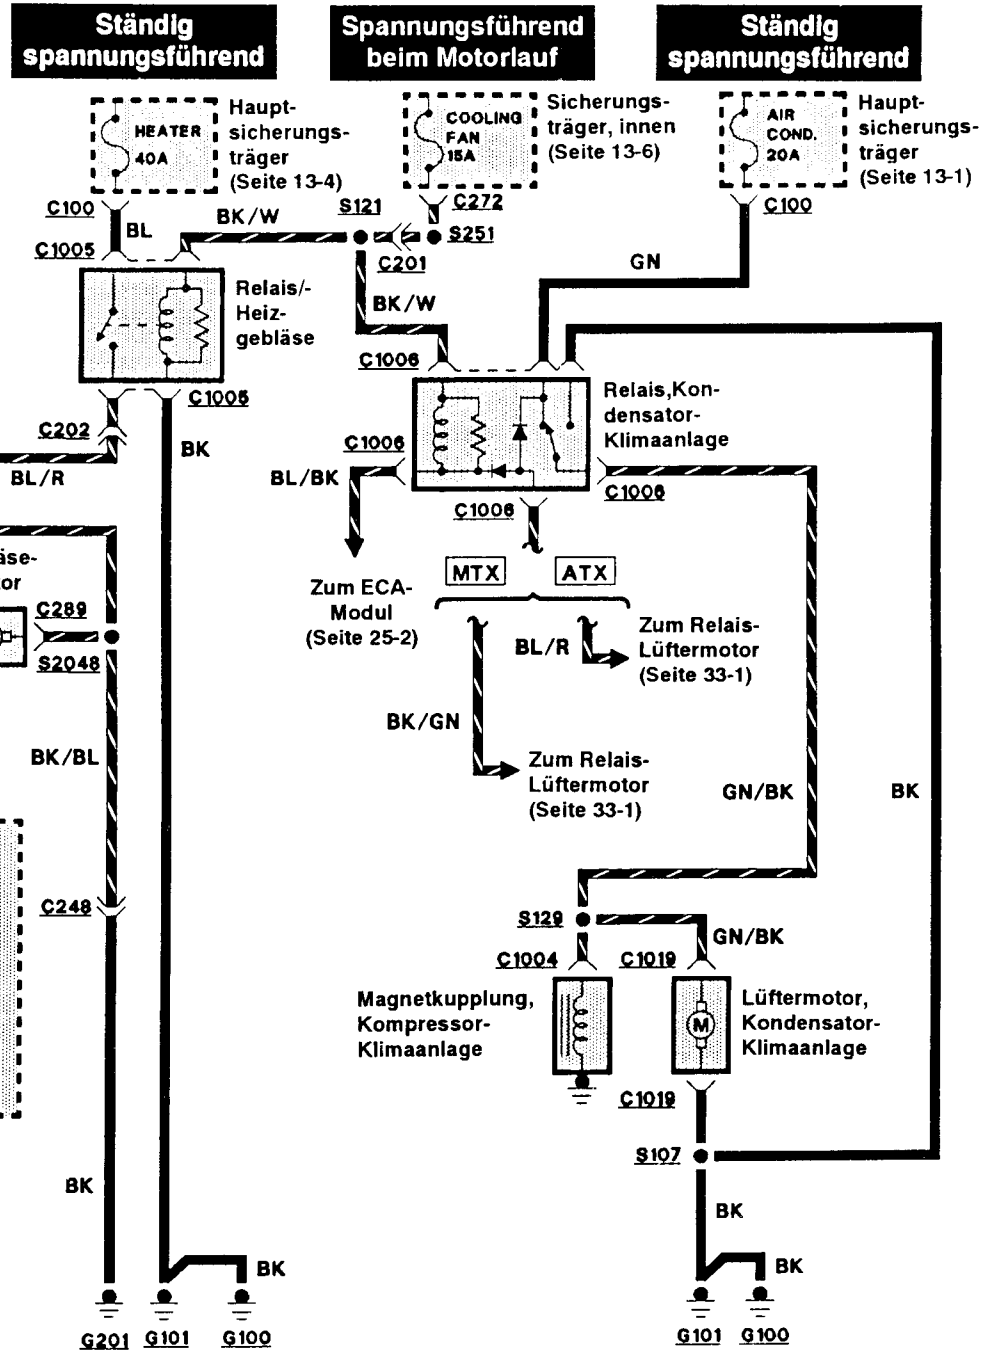 Ständig
spannungsführend
Spannungsführend
beim Motorlauf
Ständig
spannungsführend
HEATER
40A
Haupt-
sicherungs-
träger
(Seite 13-4)
COOLING
FAN
15A
Sicherungs-
träger, innen
(Seite 13-6)
AIR
COND.
20A
Haupt-
sicherungs-
träger
(Seite 13-1)
C100
BL
C1005
BK/W
S121
C272
S251
C201
C100
GN
BK/W
Relais/-
Heiz-
gebläse
C1006
C1005
C202
BK
BL/R
Relais,Kon-
densator-
Klimaanlage
C1006
BL/BK
C1006
C1006
MTX
ATX
Zum ECA-
Modul
(Seite 25-2)
äse-
tor
C289
S2048
BL/R
Zum Relais-
Lüftermotor
(Seite 33-1)
BK/GN
BK/BL
Zum Relais-
Lüftermotor
(Seite 33-1)
GN/BK
BK
C248
S129
GN/BK
C1004
C1019
Magnetkupplung,
Kompressor-
Klimaanlage
M
Lüftermotor,
Kondensator-
Klimaanlage
C1019
S107
BK
BK
BK
BK
G201
G101
G100
G101
G100